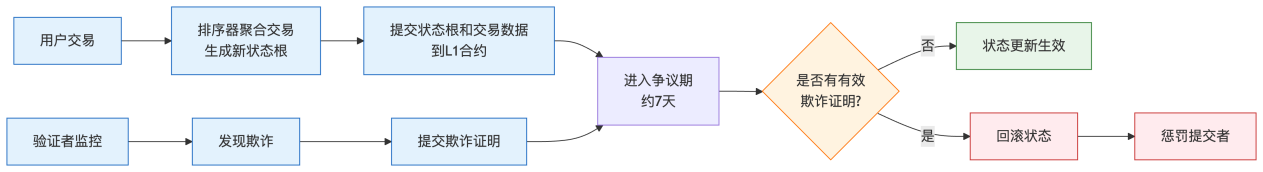 用户交易
排序器聚合交易
生成新状态根
提交状态根和交易数据
到L1合约
进入争议期
约7天
是否有有效
欺诈证明?
否
状态更新生效
验证者监控
发现欺诈
提交欺诈证明
是
回滚状态
惩罚提交者